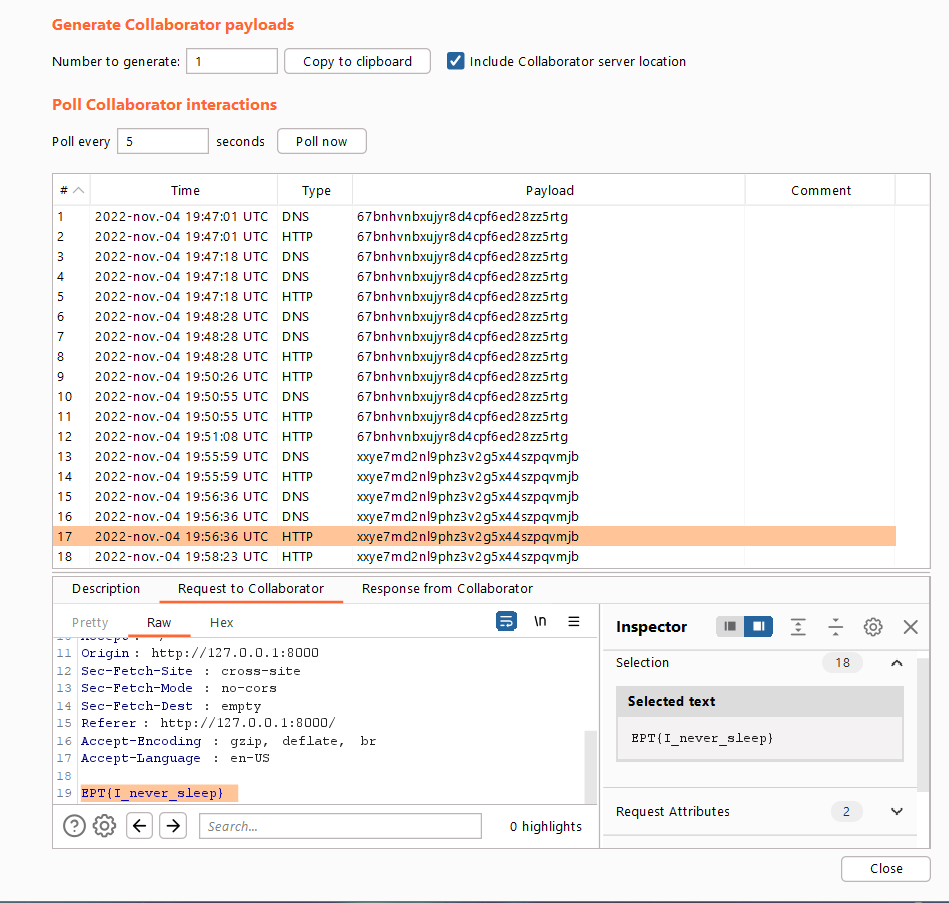 Generate Collaborator payloads
Number to generate: 1 Copy to clipboard Include Collaborator server location
Poll Collaborator interactions
Poll every 5 seconds Poll now
# Time Type Payload Comment
1 2022-nov.-04 19:47:01 UTC DNS 67bnhvnbxujyr8d4cpf6ed28zz5rtg
2 2022-nov.-04 19:47:01 UTC HTTP 67bnhvnbxujyr8d4cpf6ed28zz5rtg
3 2022-nov.-04 19:47:18 UTC DNS 67bnhvnbxujyr8d4cpf6ed28zz5rtg
4 2022-nov.-04 19:47:18 UTC DNS 67bnhvnbxujyr8d4cpf6ed28zz5rtg
5 2022-nov.-04 19:47:18 UTC HTTP 67bnhvnbxujyr8d4cpf6ed28zz5rtg
6 2022-nov.-04 19:48:28 UTC DNS 67bnhvnbxujyr8d4cpf6ed28zz5rtg
7 2022-nov.-04 19:48:28 UTC DNS 67bnhvnbxujyr8d4cpf6ed28zz5rtg
8 2022-nov.-04 19:48:28 UTC HTTP 67bnhvnbxujyr8d4cpf6ed28zz5rtg
9 2022-nov.-04 19:50:26 UTC HTTP 67bnhvnbxujyr8d4cpf6ed28zz5rtg
10 2022-nov.-04 19:50:55 UTC DNS 67bnhvnbxujyr8d4cpf6ed28zz5rtg
11 2022-nov.-04 19:50:55 UTC HTTP 67bnhvnbxujyr8d4cpf6ed28zz5rtg
12 2022-nov.-04 19:51:08 UTC HTTP 67bnhvnbxujyr8d4cpf6ed28zz5rtg
13 2022-nov.-04 19:55:59 UTC DNS xxye7md2nl9phz3v2g5x44szpqvmjb
14 2022-nov.-04 19:55:59 UTC HTTP xxye7md2nl9phz3v2g5x44szpqvmjb
15 2022-nov.-04 19:56:36 UTC DNS xxye7md2nl9phz3v2g5x44szpqvmjb
16 2022-nov.-04 19:56:36 UTC DNS xxye7md2nl9phz3v2g5x44szpqvmjb
17 2022-nov.-04 19:56:36 UTC HTTP xxye7md2nl9phz3v2g5x44szpqvmjb
18 2022-nov.-04 19:58:23 UTC HTTP xxye7md2nl9phz3v2g5x44szpqvmjb
Description Request to Collaborator Response from Collaborator
Pretty Raw Hex \n
11 Origin : http://127.0.0.1:8000
12 Sec-Fetch-Site : cross-site
13 Sec-Fetch-Mode : no-cors
14 Sec-Fetch-Dest : empty
15 Referer : http://127.0.0.1:8000/
16 Accept-Encoding : gzip, deflate, br
17 Accept-Language : en-US
18
19 EPT{I_never_sleep}
Search... 0 highlights
Inspector
Selection 18
Selected text
EPT{I_never_sleep}
Request Attributes 2
Close